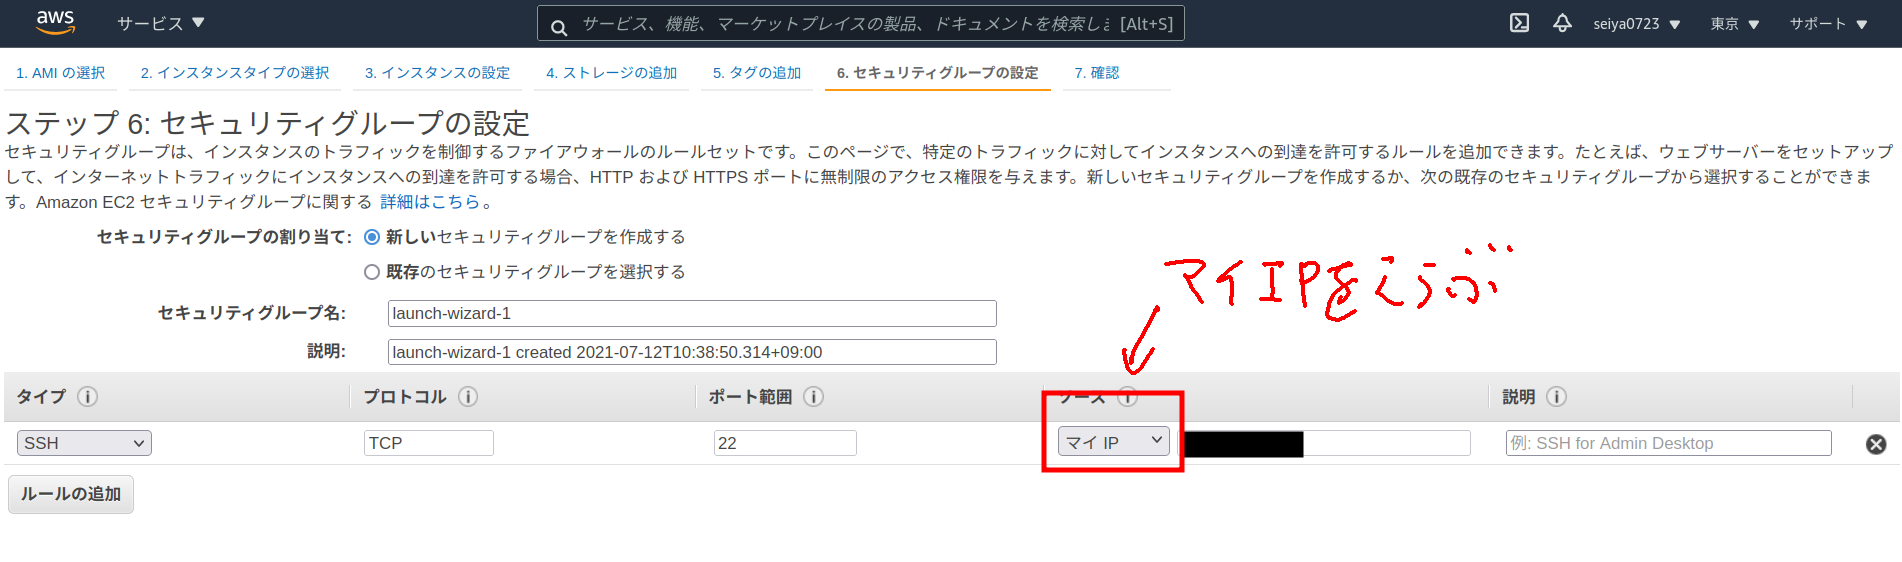 aws サービス サービス、機能、マーケットプレイスの製品、ドキュメントを検索しま [Alt+S] seiya0723 東京 サポート
1. AMI の選択 2. インスタンスタイプの選択 3. インスタンスの設定 4. ストレージの追加 5. タグの追加 6. セキュリティグループの設定 7. 確認
ステップ 6: セキュリティグループの設定
セキュリティグループは、インスタンスのトラフィックを制御するファイアウォールのルールセットです。このページで、特定のトラフィックに対してインスタンスへの到達を許可するルールを追加できます。たとえば、ウェブサーバーをセットアップ
して、インターネットトラフィックにインスタンスへの到達を許可する場合、HTTP および HTTPS ポートに無制限のアクセス権限を与えます。新しいセキュリティグループを作成するか、次の既存のセキュリティグループから選択することができま
す。Amazon EC2 セキュリティグループに関する 詳細はこちら。
セキュリティグループの割り当て: 新しいセキュリティグループを作成する
既存のセキュリティグループを選択する
マイIPをえらぶ
セキュリティグループ名: launch-wizard-1
説明: launch-wizard-1 created 2021-07-12T10:38:50.314+09:00
タイプ i プロトコル i ポート範囲 i ソース i 説明 i
SSH TCP 22 マイ IP 例: SSH for Admin Desktop
ルールの追加